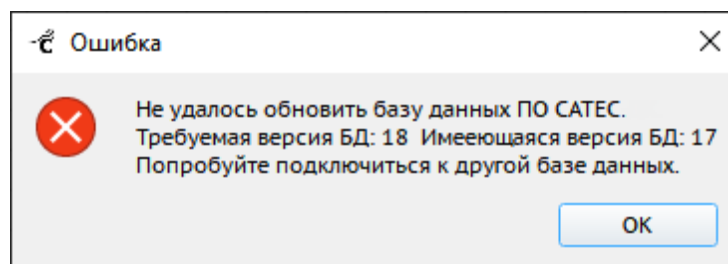 Ошибка
Не удалось обновить базу данных ПО САТЕС.
Требуемая версия БД: 18 Имееющаяся версия БД: 17
Попробуйте подключиться к другой базе данных.
ОК